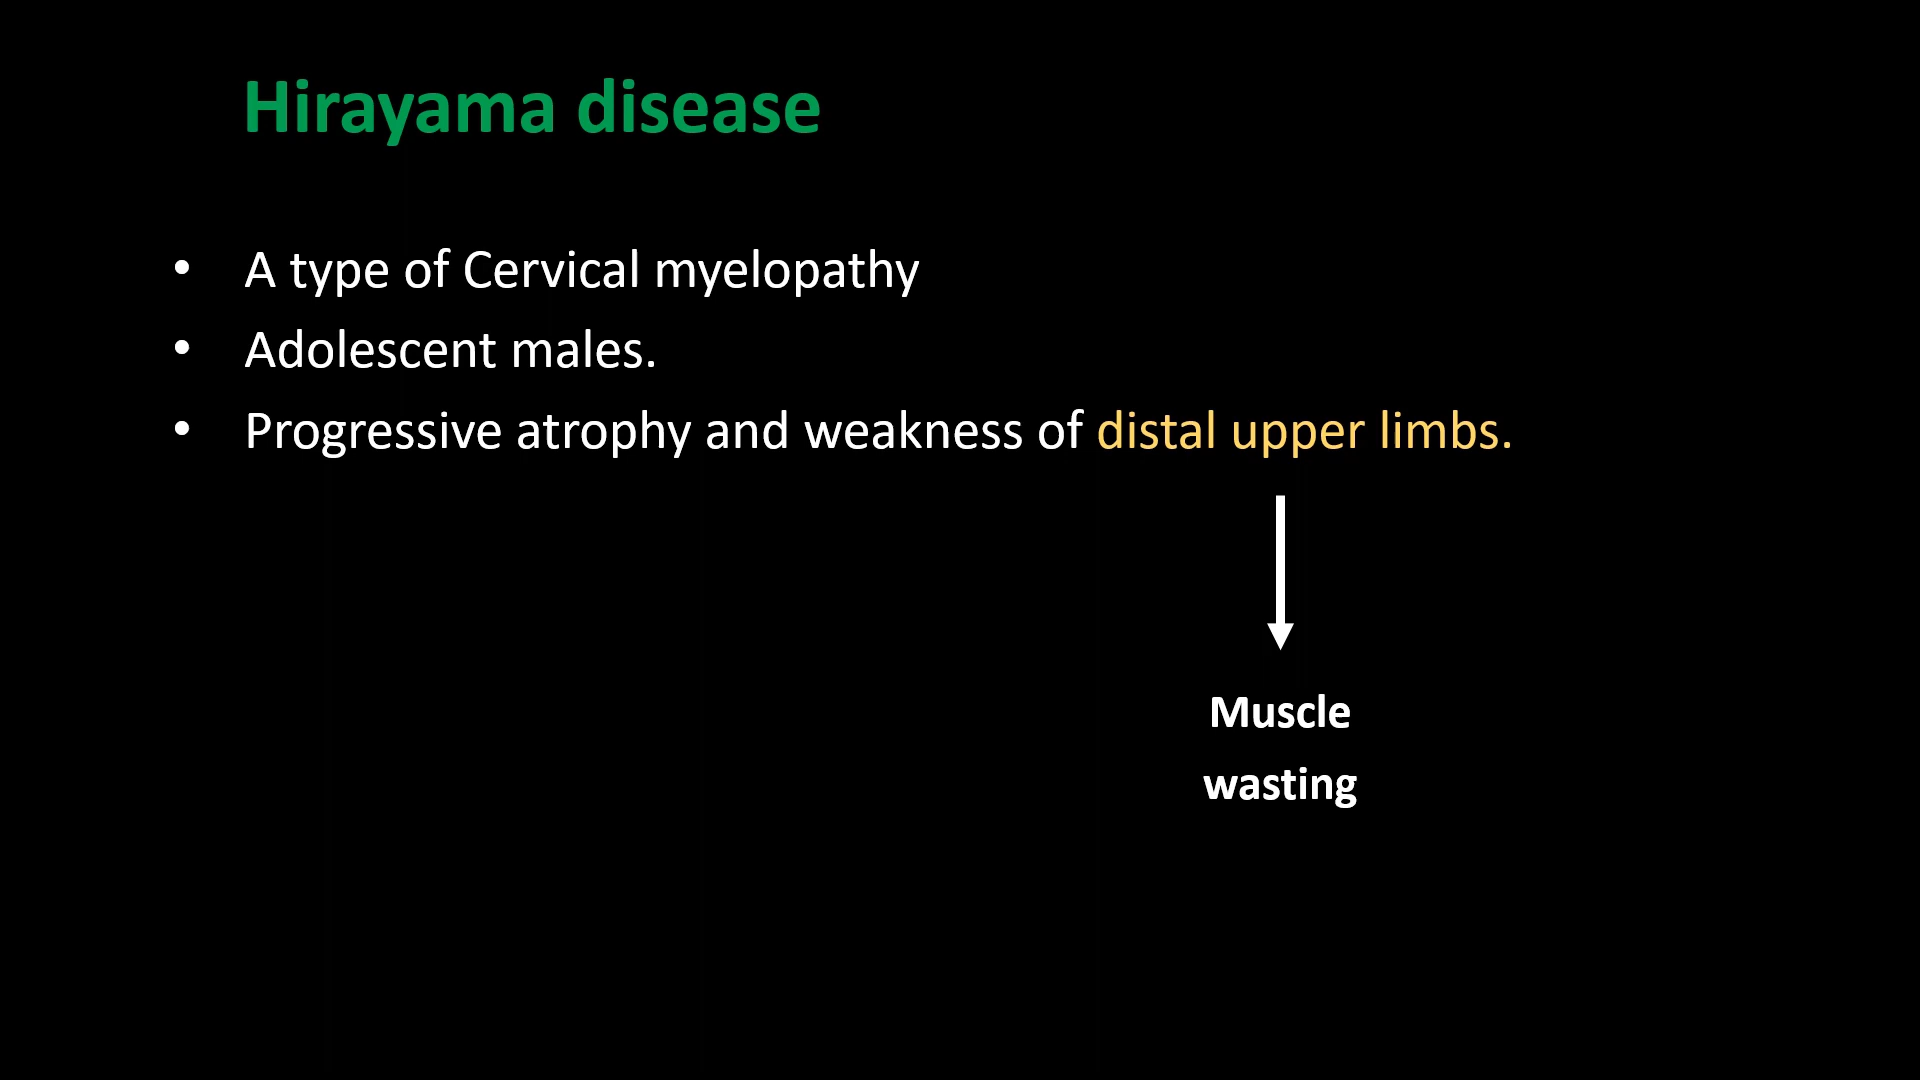 Hirayama disease
• A type of Cervical myelopathy
• Adolescent males.
• Progressive atrophy and weakness of distal upper limbs.
Muscle
wasting